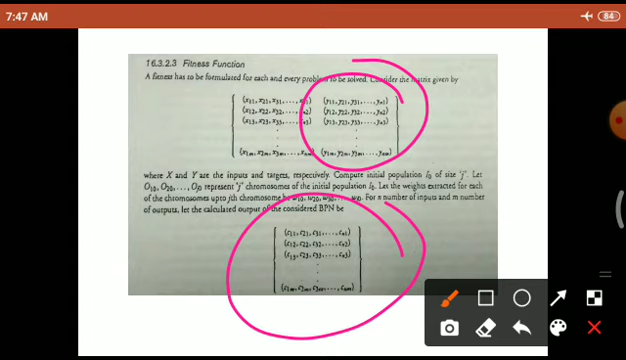 7:47 AM
84
16.3.2.3 Fitness Function
A fitness has to be formulated for each and every problem to be solved. Consider the matrix given by
(x11, x21, x31, ..., xn1) (y11, y21, y31, ..., yn1)
(x12, x22, x32, ..., xn2) (y12, y22, y32, ..., yn2)
(x13, x23, x33, ..., xn3) (y13, y23, y33, ..., yn3)
(x1m, x2m, x3m, ..., xnm) (y1m, y2m, y3m, ..., ynm)
where X and Y are the inputs and targets, respectively. Compute initial population I0 of size 'j'. Let
O10, O20, ..., Oj0 represent 'j' chromosomes of the initial population I0. Let the weights extracted for each
of the chromosomes upto jth chromosome be w10, w20, w30, ..., wj0. For n number of inputs and m number
of outputs, let the calculated output of the considered BPN be
(c11, c21, c31, ..., cn1)
(c12, c22, c32, ..., cn2)
(c13, c23, c33, ..., cn3)
(c1m, c2m, c3m, ..., cnm)